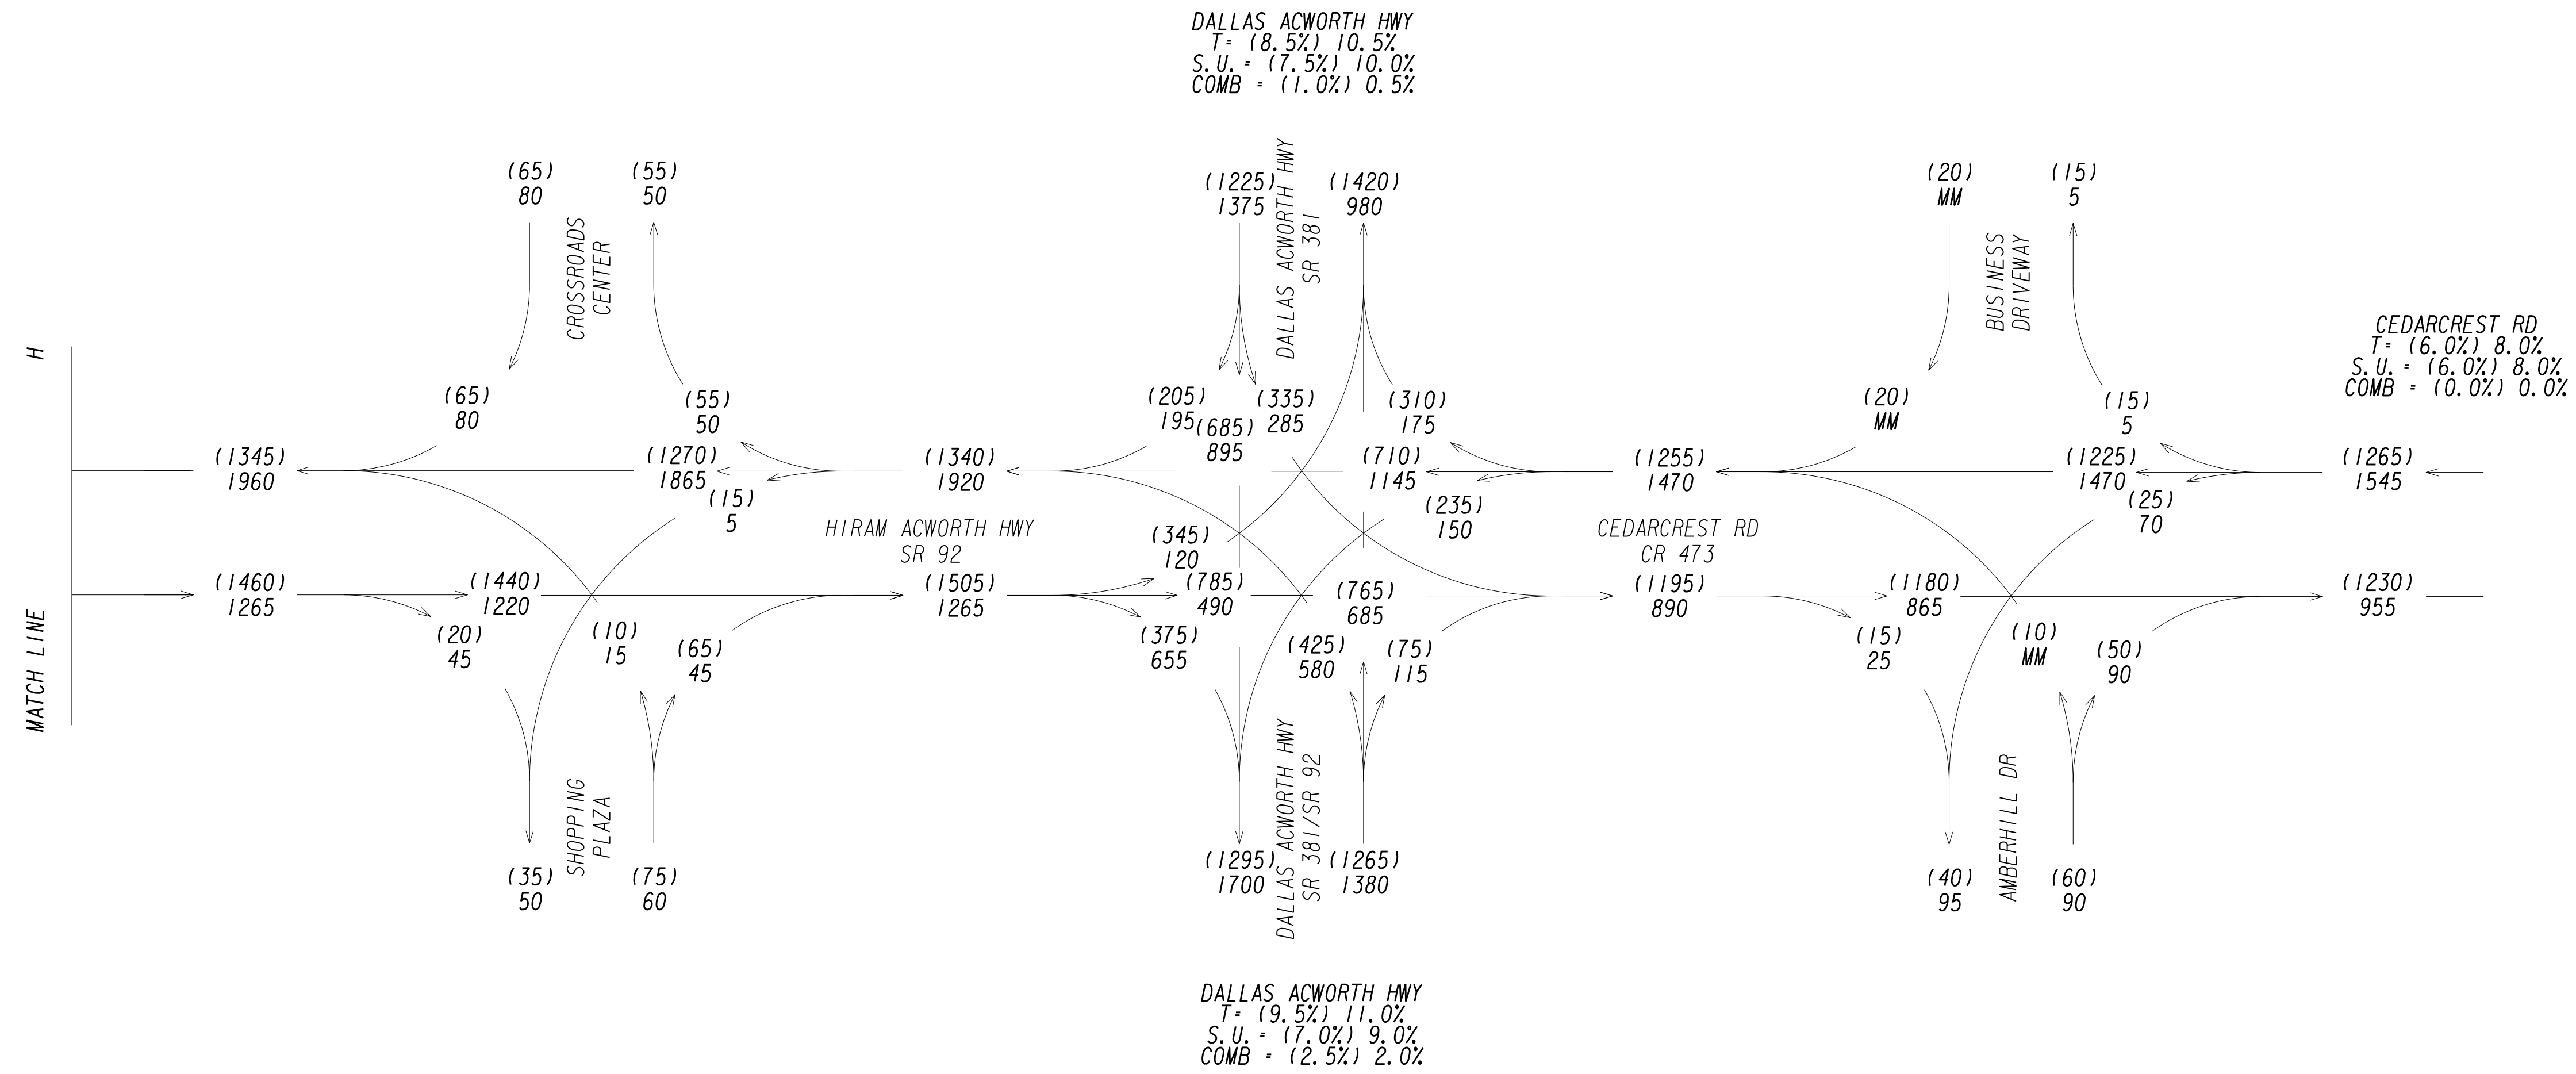 DALLAS ACWORTH HWY
T= (8.5%) 10.5%
S.U.= (7.5%) 10.0%
COMB = (1.0%) 0.5%
(65)
80
(55)
50
CROSSROADS
CENTER
(1225)
1375
DALLAS ACWORTH HWY
SR 381
(1420)
980
(20)
MM
(15)
5
BUSINESS
DRIVEWAY
CEDARCREST RD
T= (6.0%) 8.0%
S.U.= (6.0%) 8.0%
COMB = (0.0%) 0.0%
H
MATCH LINE
(65)
80
(55)
50
(205)
195
(685)
895
(335)
285
(310)
175
(20)
MM
(15)
5
(1345)
1960
(1270)
1865
(15)
5
(1340)
1920
(710)
1145
(235)
150
(1255)
1470
(1225)
1470
(25)
70
(1265)
1545
HIRAM ACWORTH HWY
SR 92
CEDARCREST RD
CR 473
(345)
120
(1460)
1265
(1440)
1220
(1505)
1265
(785)
490
(765)
685
(1195)
890
(1180)
865
(1230)
955
(20)
45
(10)
15
(65)
45
(375)
655
(425)
580
(75)
115
(15)
25
(10)
MM
(50)
90
SHOPPING
PLAZA
DALLAS ACWORTH HWY
SR 381/SR 92
AMBERHILL DR
(35)
50
(75)
60
(1295)
1700
(1265)
1380
(40)
95
(60)
90
DALLAS ACWORTH HWY
T= (9.5%) 11.0%
S.U.= (7.0%) 9.0%
COMB = (2.5%) 2.0%